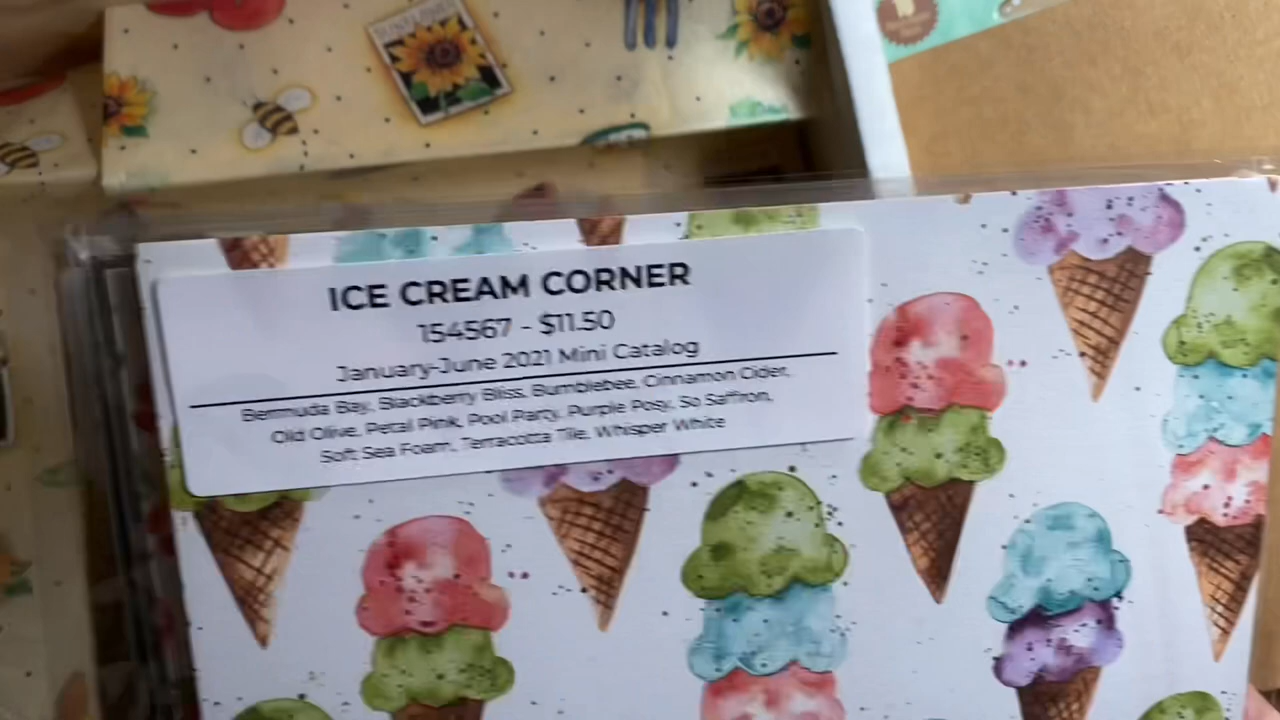 SUNFLOWER
ICE CREAM CORNER
154567 - $11.50
January-June 2021 Mini Catalog
Bermuda Bay, Blackberry Bliss, Bumblebee, Cinnamon Cider,
Old Olive, Petal Pink, Pool Party, Purple Posy, So Saffron,
Soft Sea Foam, Terracotta Tile, Whisper White